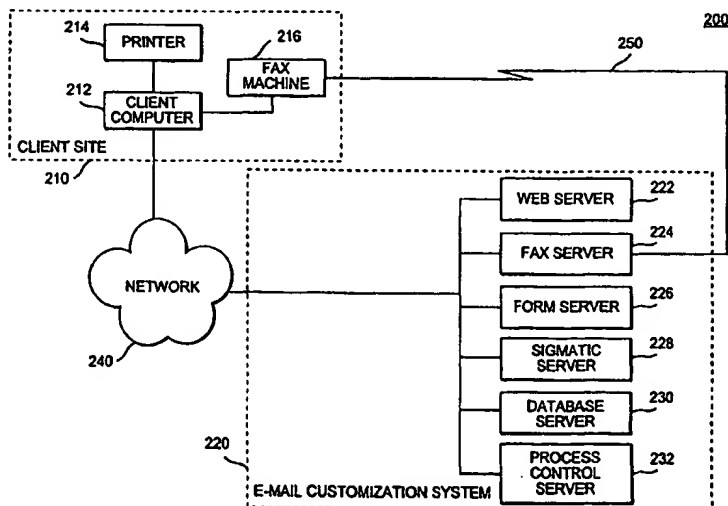 200
214
PRINTER
216
FAX
MACHINE
250
212
CLIENT
COMPUTER
CLIENT SITE
210
WEB SERVER
222
224
FAX SERVER
NETWORK
240
FORM SERVER
226
SIGMATIC
SERVER
228
DATABASE
SERVER
230
220
PROCESS
CONTROL
SERVER
232
E-MAIL CUSTOMIZATION SYSTEM